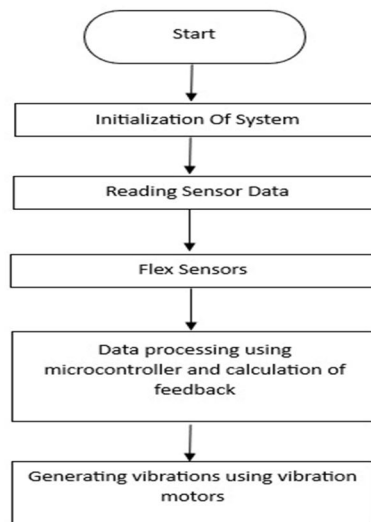 Start
Initialization Of System
Reading Sensor Data
Flex Sensors
Data processing using
microcontroller and calculation of
feedback
Generating vibrations using vibration
motors